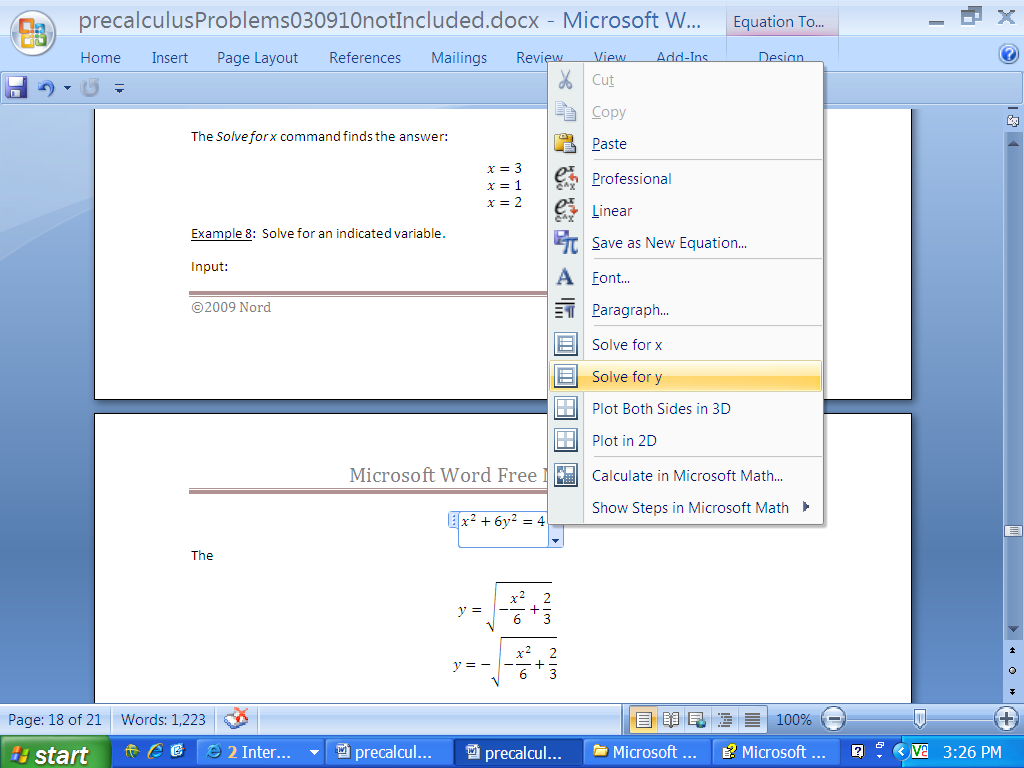 precalculusProblems030910notIncluded.docx - Microsoft W...
Equation To...
Home Insert Page Layout References Mailings Review View Add-Ins Design
The Solve for x command finds the answer:
x = 3
x = 1
x = 2
Example 8: Solve for an indicated variable.
Input:
©2009 Nord
Cut
Copy
Paste
Professional
Linear
Save as New Equation...
Font...
Paragraph...
Solve for x
Solve for y
Plot Both Sides in 3D
Plot in 2D
Calculate in Microsoft Math...
Show Steps in Microsoft Math
Microsoft Word Free
x² + 6y² = 4
The
y = √(-x²/6 + 2/3)
y = -√(-x²/6 + 2/3)
Page: 18 of 21 Words: 1,223 100%
start 2 Inter... precalcul... precalcul... Microsoft ... Microsoft ... 3:26 PM